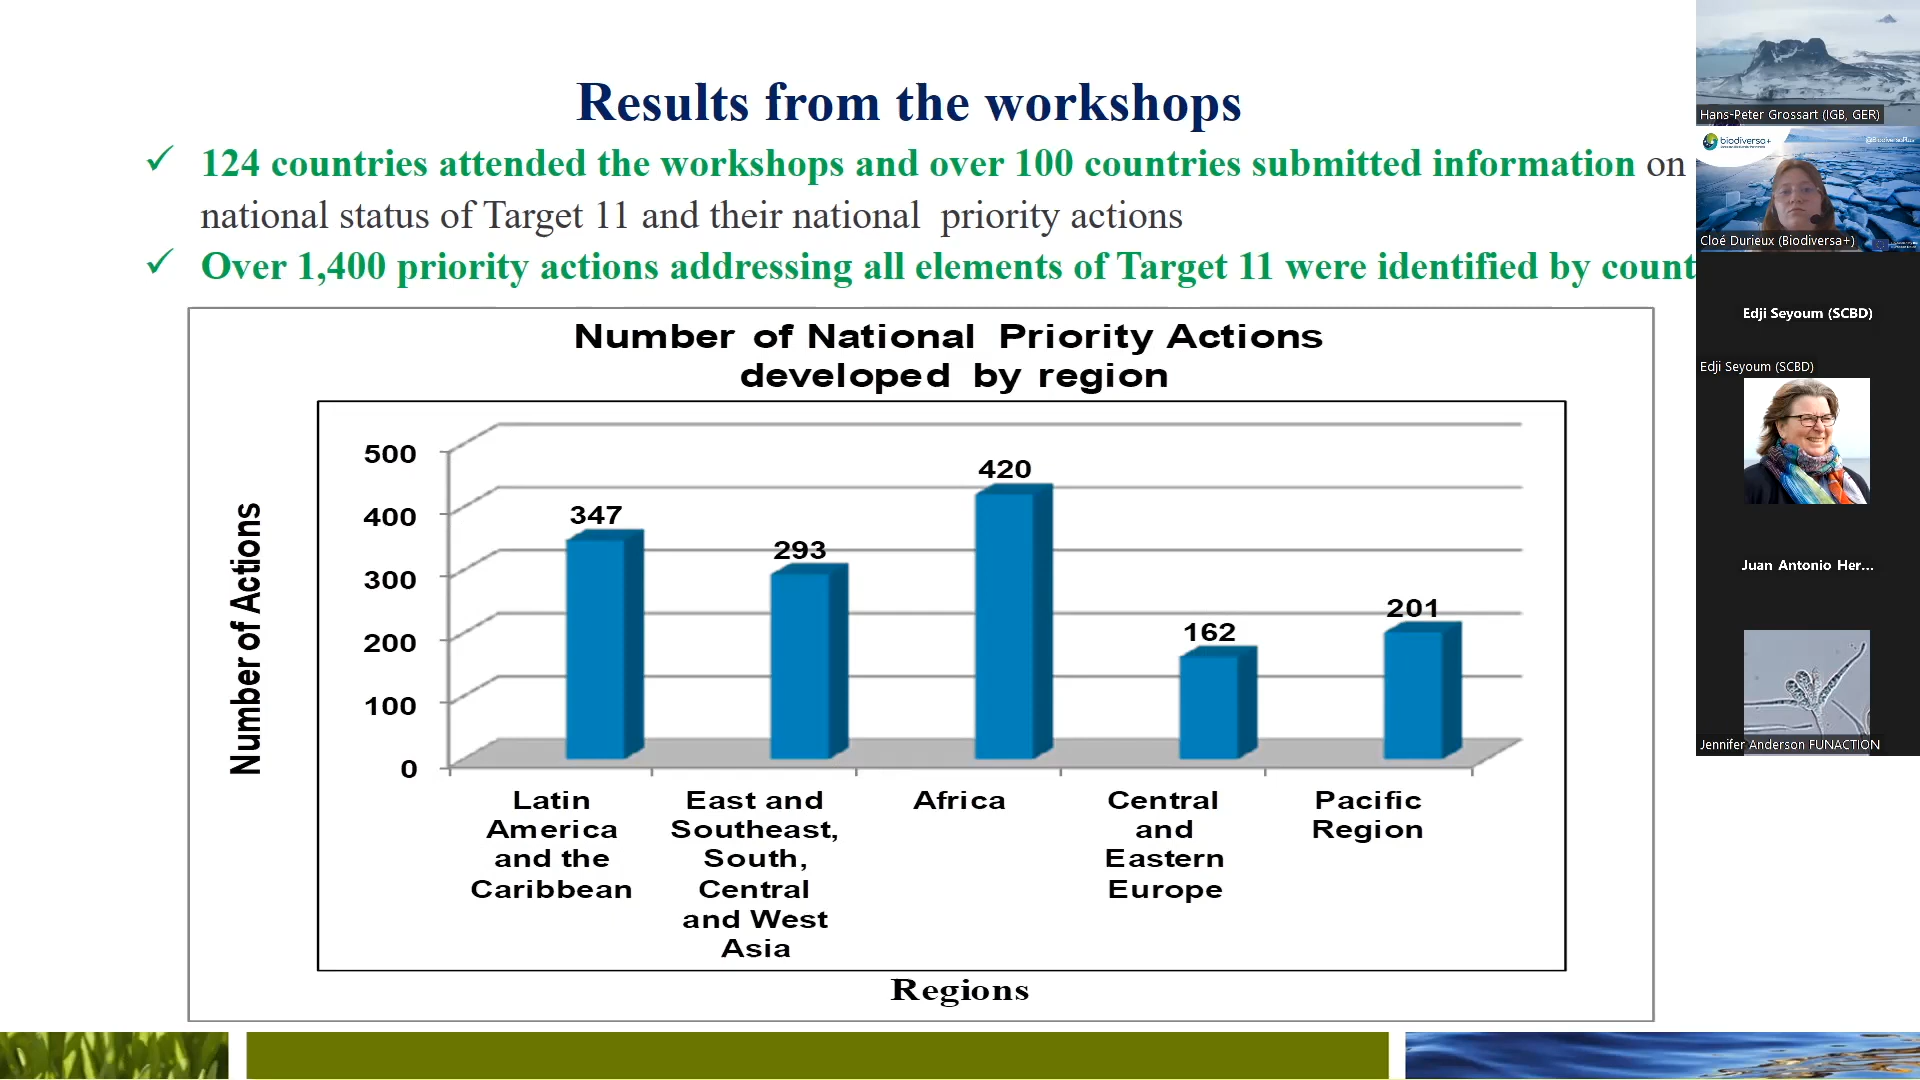 Results from the workshops
✓ 124 countries attended the workshops and over 100 countries submitted information on
national status of Target 11 and their national priority actions
✓ Over 1,400 priority actions addressing all elements of Target 11 were identified by count
Number of National Priority Actions
developed by region
Number of Actions
500
400
300
200
100
0
347
293
420
162
201
Latin
America
and the
Caribbean
East and
Southeast,
South,
Central
and West
Asia
Africa
Central
and
Eastern
Europe
Pacific
Region
Regions
Hans-Peter Grossart (IGB, GER)
biodiversa+
Cloé Durieux (Biodiversa+)
Edji Seyoum (SCBD)
Edji Seyoum (SCBD)
Juan Antonio Her...
Jennifer Anderson FUNACTION